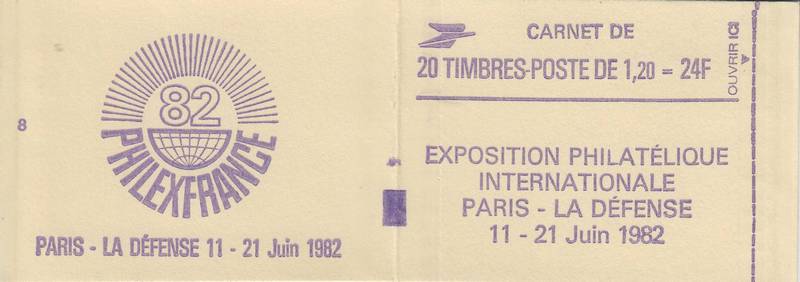 82
PHILEXFRANCE
8
PARIS - LA DÉFENSE 11 - 21 Juin 1982
CARNET DE
20 TIMBRES-POSTE DE 1,20 = 24F
OUVRIR ICI
EXPOSITION PHILATÉLIQUE
INTERNATIONALE
PARIS - LA DÉFENSE
11 - 21 Juin 1982